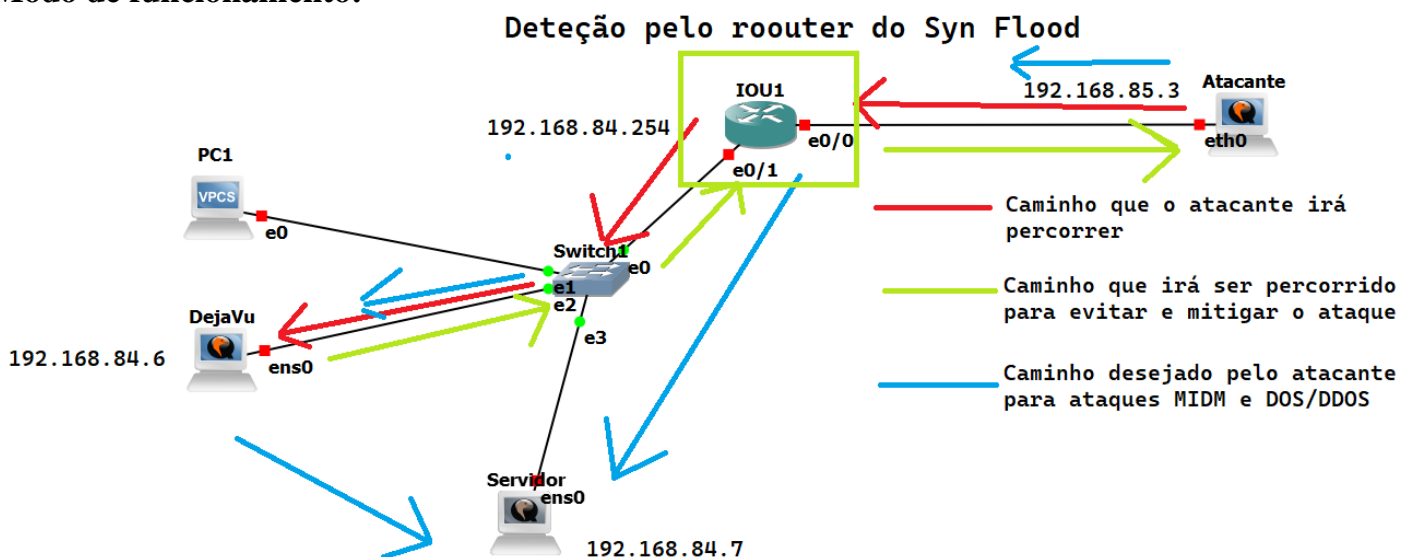 Modo de funcionamento:
Deteção pelo roouter do Syn Flood
IOU1
192.168.85.3
Atacante
192.168.84.254
e0/0
eth0
e0/1
PC1
VPCS
e0
Caminho que o atacante irá
percorrer
Switch1
e0
e1
e2
e3
Caminho que irá ser percorrido
para evitar e mitigar o ataque
DejaVu
192.168.84.6
ens0
Caminho desejado pelo atacante
para ataques MIDM e DOS/DDOS
Servidor
ens0
192.168.84.7